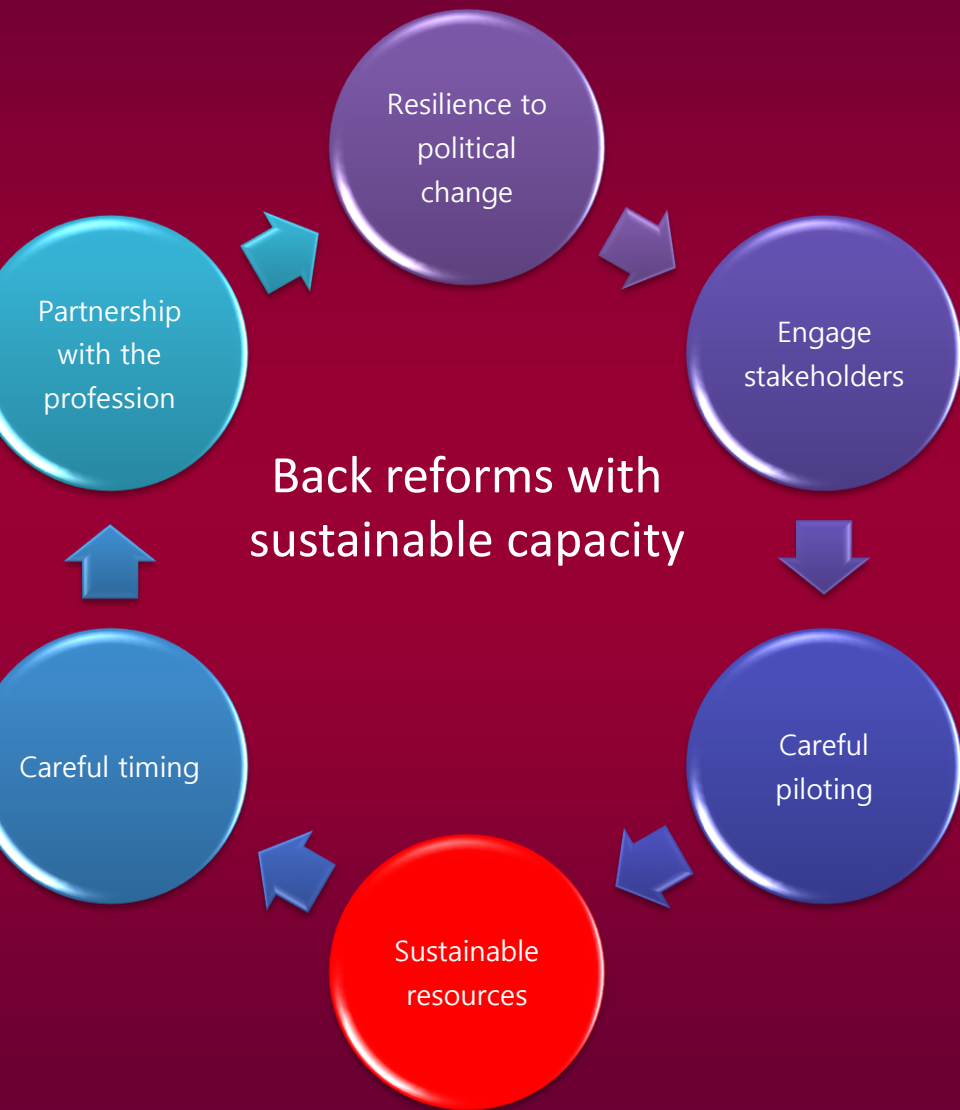 Resilience to
political
change
Engage
stakeholders
Careful
piloting
Sustainable
resources
Careful timing
Partnership
with the
profession
Back reforms with
sustainable capacity